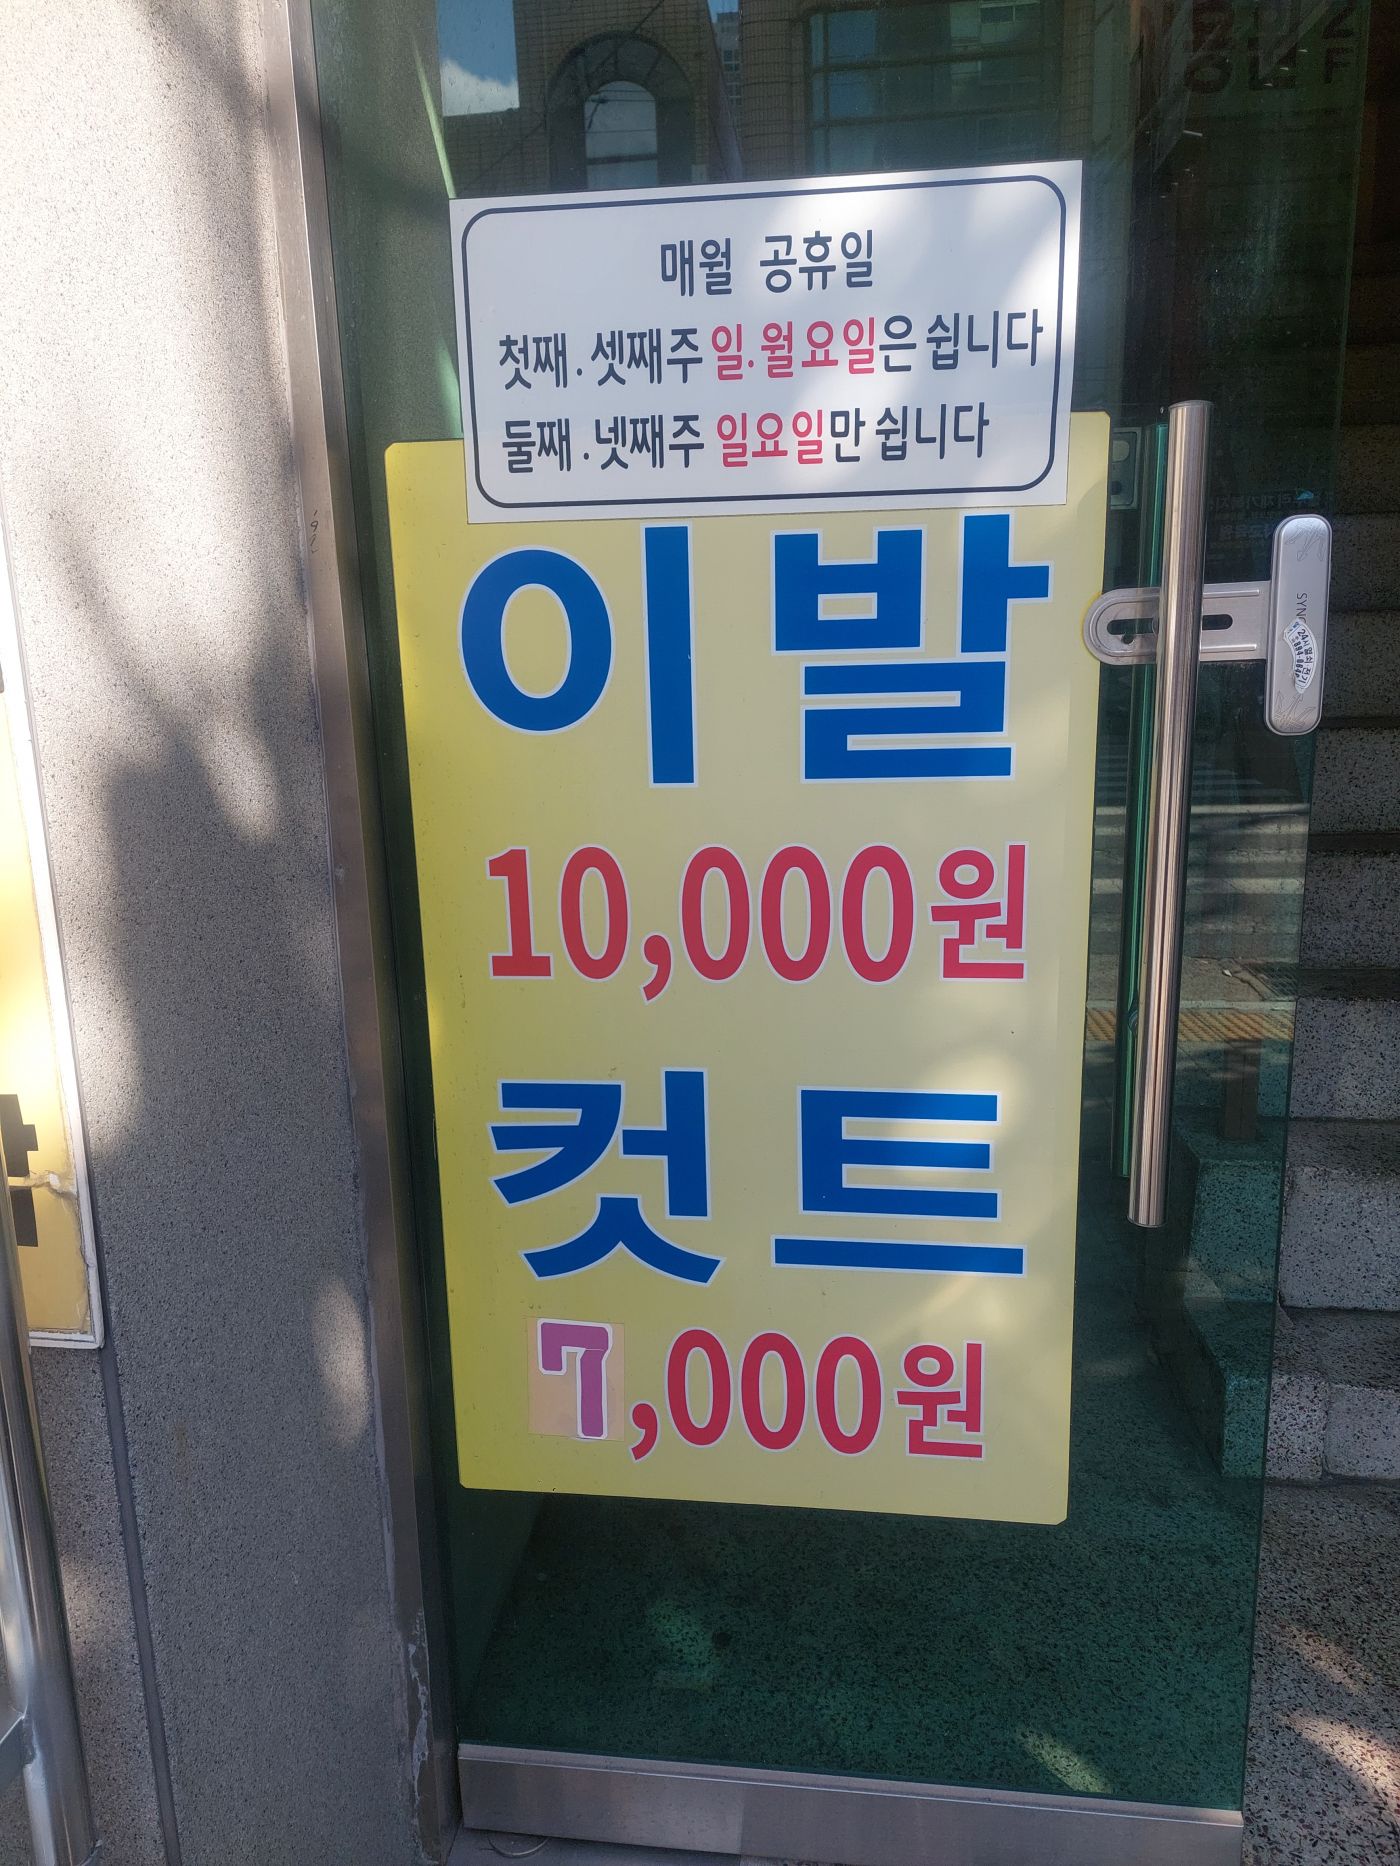 매월 공휴일
첫째.셋째주 일.월요일은 쉽니다
둘째.넷째주 일요일만 쉽니다
이발
10,000원
컷트
7,000원